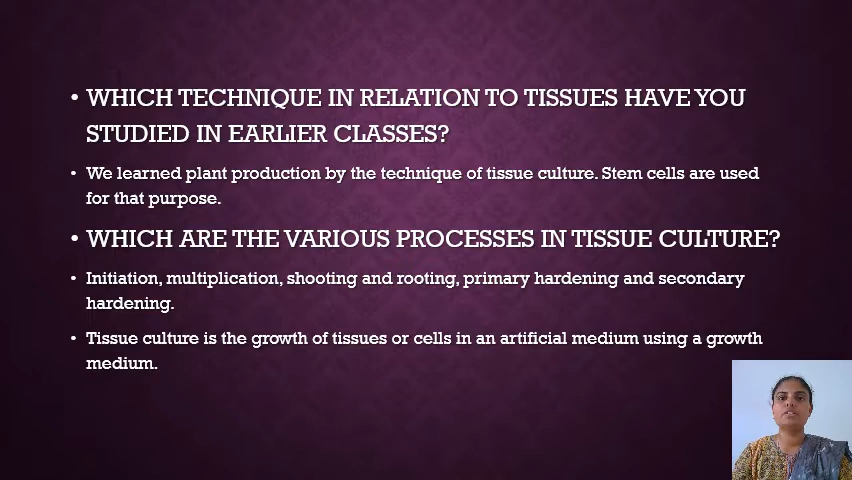 • WHICH TECHNIQUE IN RELATION TO TISSUES HAVE YOU
STUDIED IN EARLIER CLASSES?
• We learned plant production by the technique of tissue culture. Stem cells are used
for that purpose.
• WHICH ARE THE VARIOUS PROCESSES IN TISSUE CULTURE?
• Initiation, multiplication, shooting and rooting, primary hardening and secondary
hardening.
• Tissue culture is the growth of tissues or cells in an artificial medium using a growth
medium.